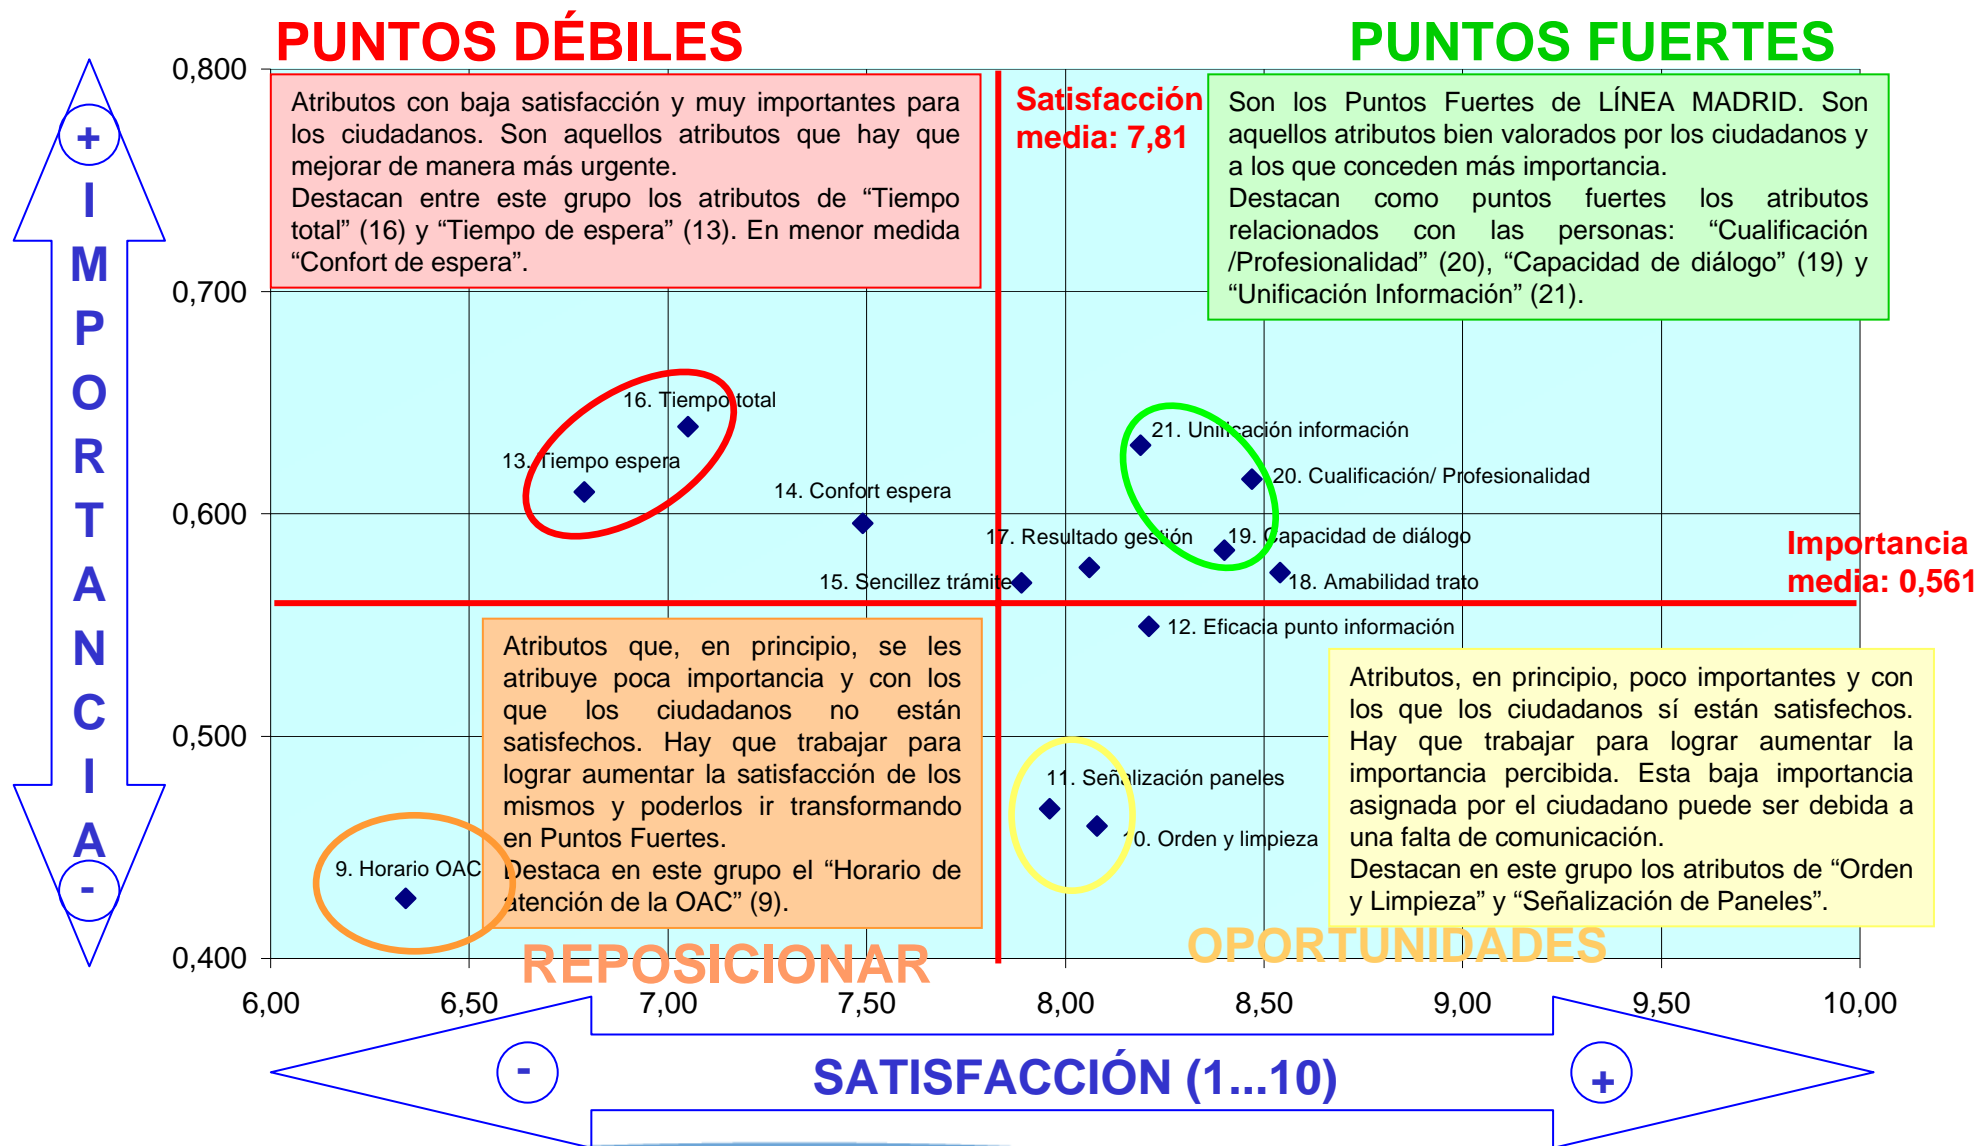 PUNTOS DÉBILES
PUNTOS FUERTES
0,800
0,700
0,600
0,500
0,400
+
I
M
P
O
R
T
A
N
C
I
A
-
Atributos con baja satisfacción y muy importantes para
los ciudadanos. Son aquellos atributos que hay que
mejorar de manera más urgente.
Destacan entre este grupo los atributos de “Tiempo
total” (16) y “Tiempo de espera” (13). En menor medida
“Confort de espera”.
Satisfacción
media: 7,81
Son los Puntos Fuertes de LÍNEA MADRID. Son
aquellos atributos bien valorados por los ciudadanos y
a los que conceden más importancia.
Destacan como puntos fuertes los atributos
relacionados con las personas: “Cualificación
/Profesionalidad” (20), “Capacidad de diálogo” (19) y
“Unificación Información” (21).
16. Tiempo total
13. Tiempo espera
14. Confort espera
21. Unificación información
20. Cualificación/ Profesionalidad
17. Resultado gestión
19. Capacidad de diálogo
15. Sencillez trámite
18. Amabilidad trato
Importancia
media: 0,561
12. Eficacia punto información
Atributos que, en principio, se les
atribuye poca importancia y con los
que los ciudadanos no están
satisfechos. Hay que trabajar para
lograr aumentar la satisfacción de los
mismos y poderlos ir transformando
en Puntos Fuertes.
Destaca en este grupo el “Horario de
atención de la OAC” (9).
Atributos, en principio, poco importantes y con
los que los ciudadanos sí están satisfechos.
Hay que trabajar para lograr aumentar la
importancia percibida. Esta baja importancia
asignada por el ciudadano puede ser debida a
una falta de comunicación.
Destacan en este grupo los atributos de “Orden
y Limpieza” y “Señalización de Paneles”.
11. Señalización paneles
0. Orden y limpieza
9. Horario OAC
REPOSICIONAR
OPORTUNIDADES
6,00
6,50
7,00
7,50
8,00
8,50
9,00
9,50
10,00
-
SATISFACCIÓN (1...10)
+